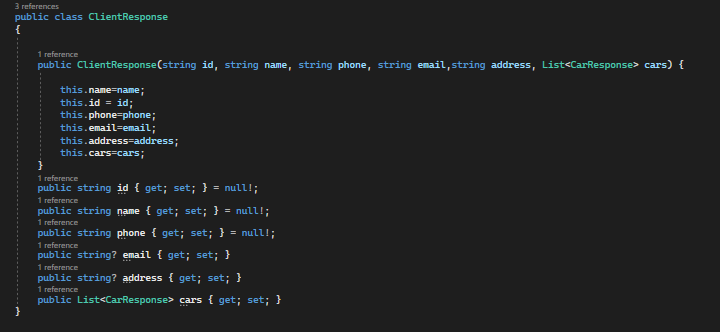 3 references
public class ClientResponse
{
1 reference
public ClientResponse(string id, string name, string phone, string email,string address, List<CarResponse> cars) {
this.name=name;
this.id = id;
this.phone=phone;
this.email=email;
this.address=address;
this.cars=cars;
}
1 reference
public string id { get; set; } = null!;
1 reference
public string name { get; set; } = null!;
1 reference
public string phone { get; set; } = null!;
1 reference
public string? email { get; set; }
1 reference
public string? address { get; set; }
1 reference
public List<CarResponse> cars { get; set; }
}